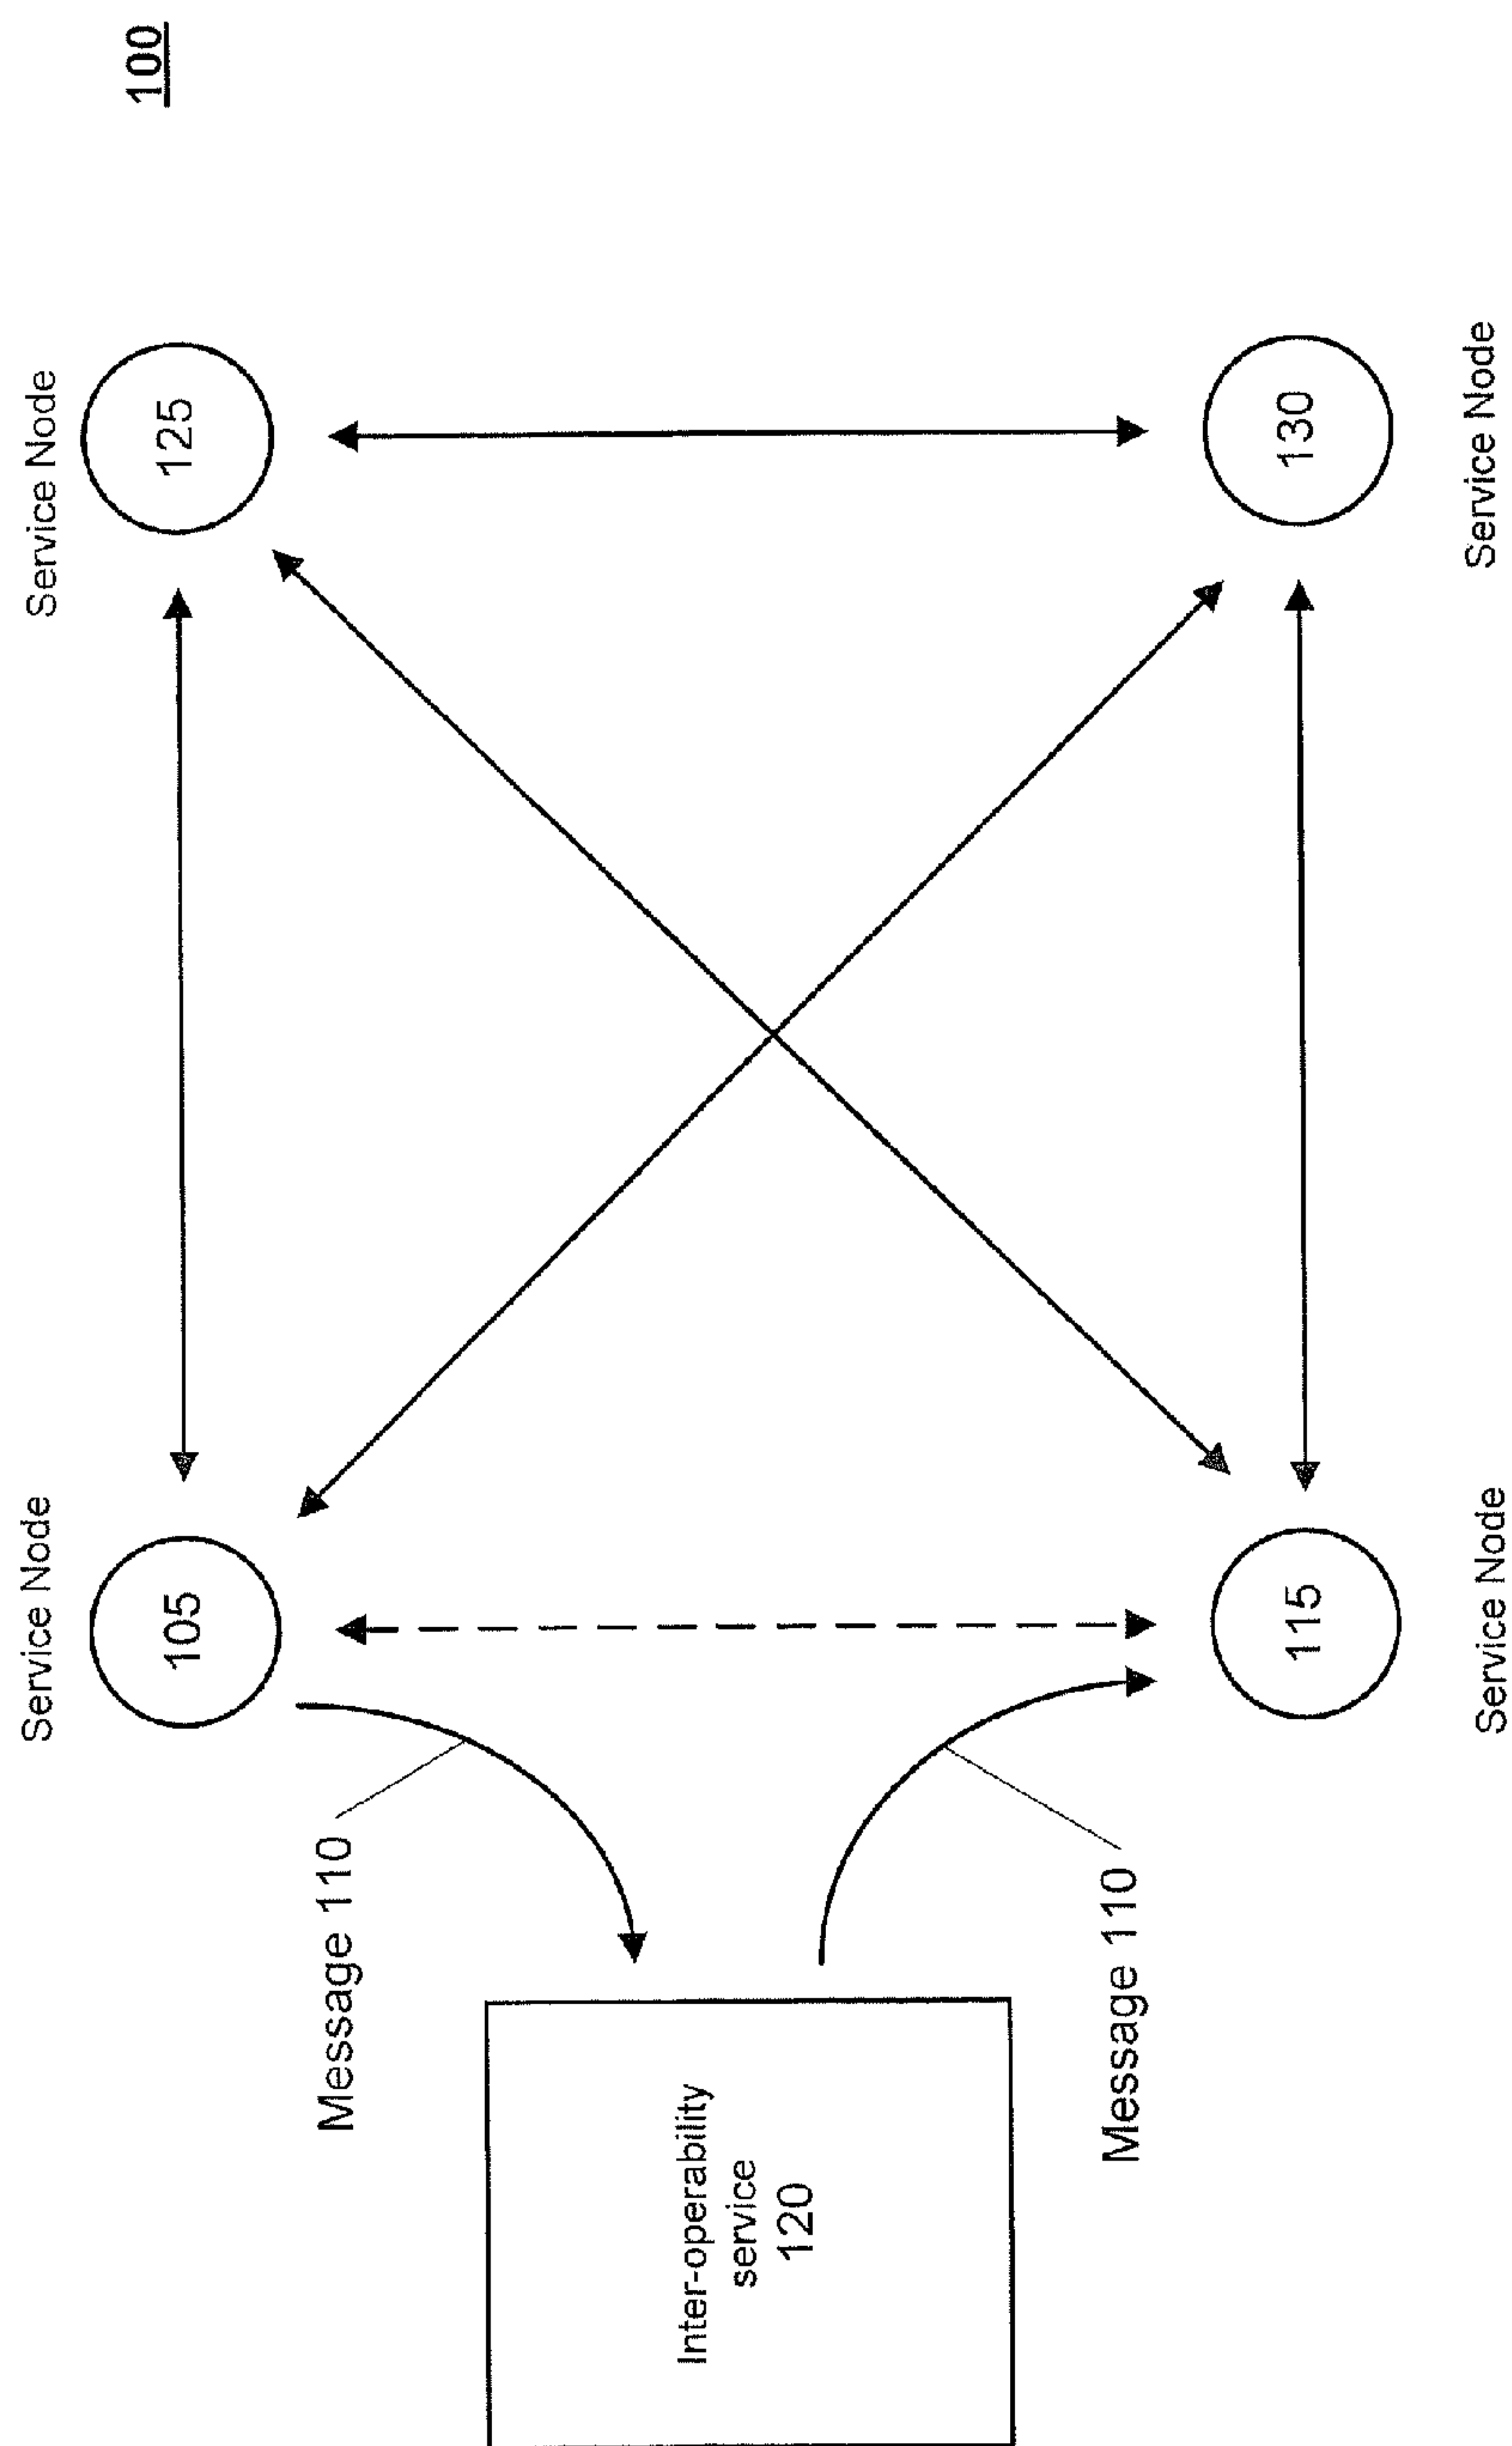 Service Node
Service Node
100
105
125
Message 110
Inter-operability
service
120
Message 110
115
130
Service Node
Service Node